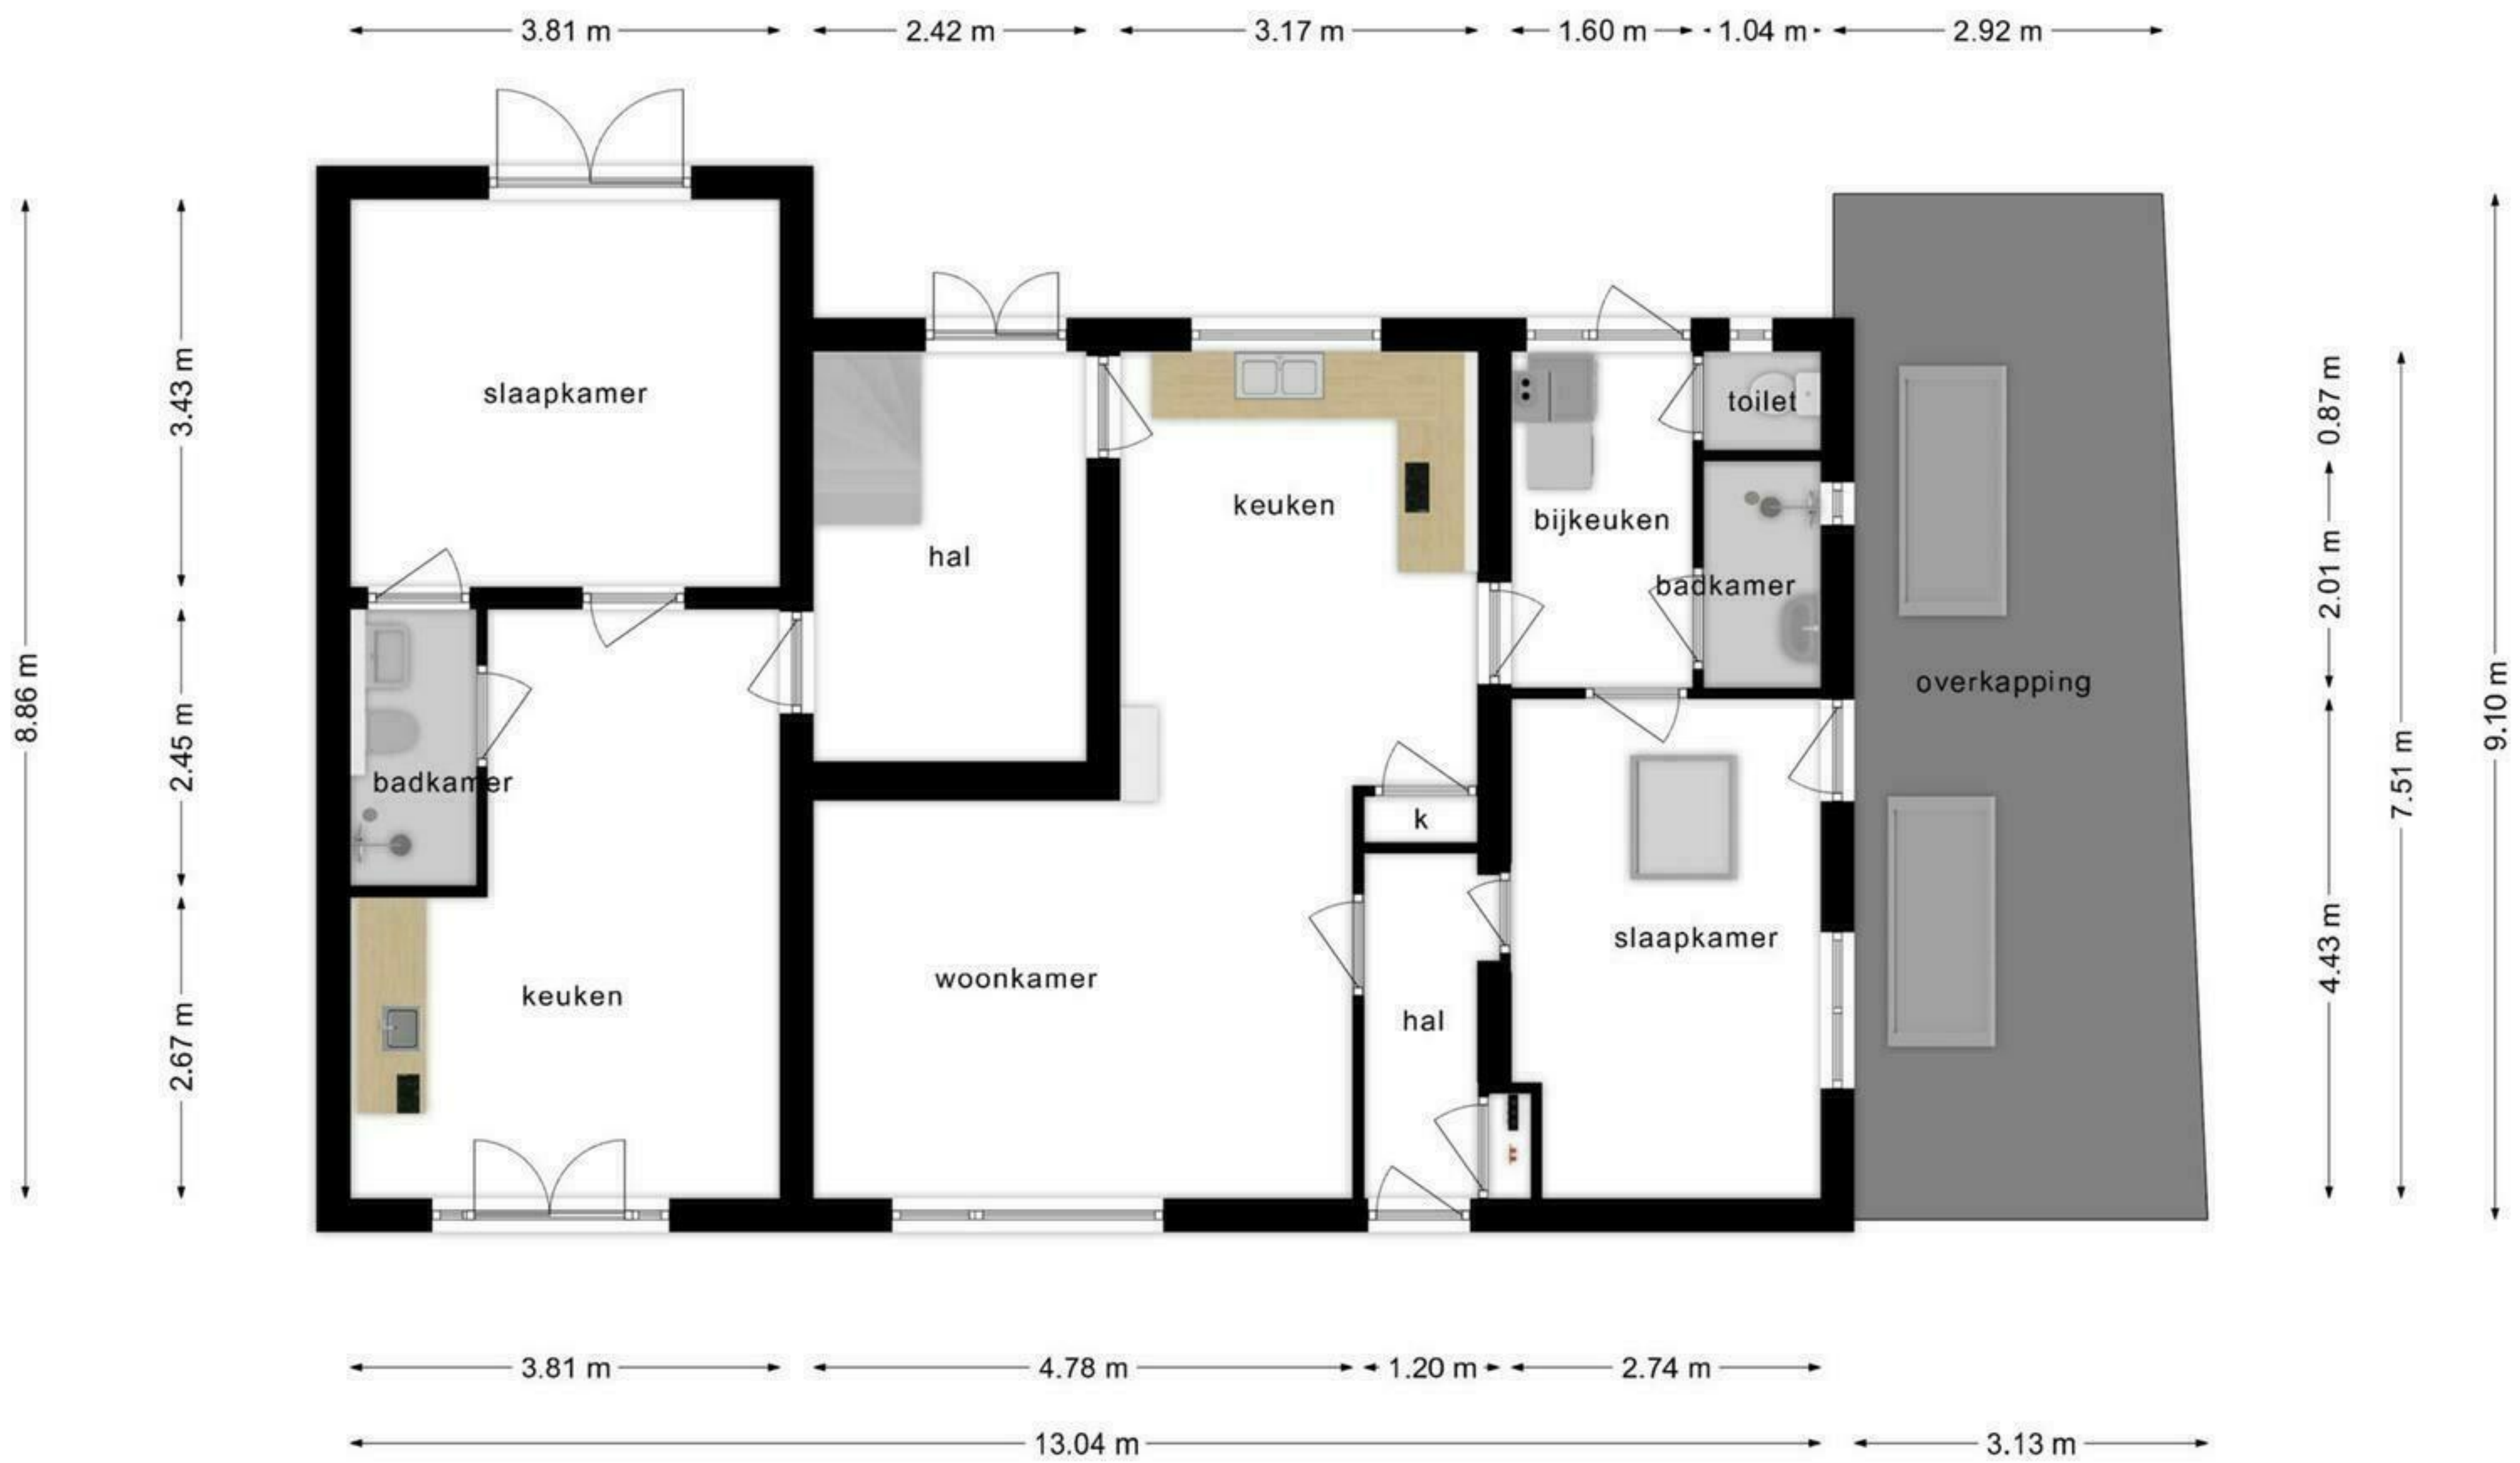 3.81 m
2.42 m
3.17 m
1.60 m
1.04 m
2.92 m
8.86 m
3.43 m
2.45 m
2.67 m
slaapkamer
hal
keuken
bijkeuken
toilet
badkamer
overkapping
badkamer
k
keuken
woonkamer
hal
slaapkamer
0.87 m
2.01 m
4.43 m
7.51 m
9.10 m
3.81 m
4.78 m
1.20 m
2.74 m
13.04 m
3.13 m